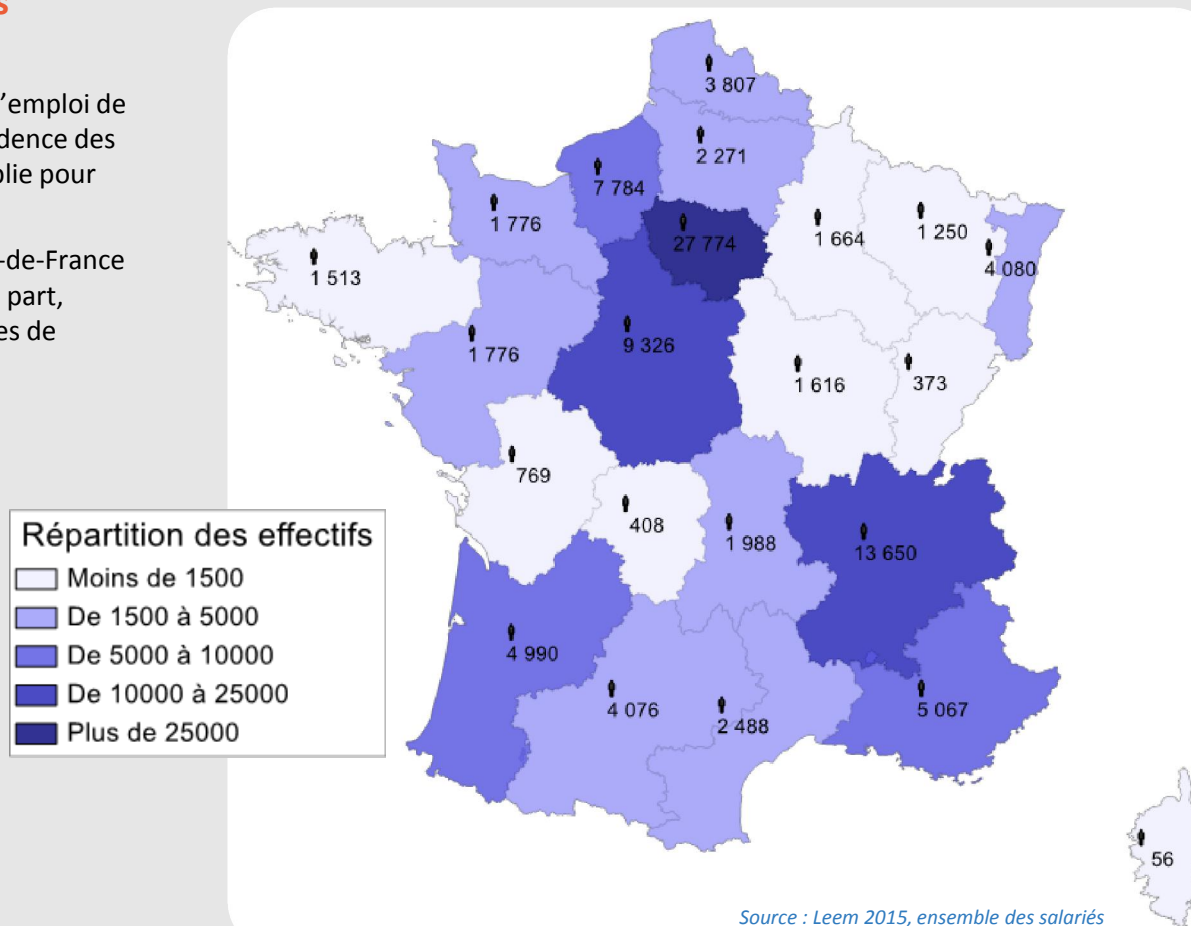 s
l'emploi de
dence des
olie pour
-de-France
part,
es de
3 807
2 271
7 784
1 776
27 774
1 664
1 250
4 080
1 513
1 776
9 326
1 616
373
769
408
1 988
13 650
4 990
4 076
2 488
5 067
56
Répartition des effectifs
Moins de 1500
De 1500 à 5000
De 5000 à 10000
De 10000 à 25000
Plus de 25000
Source : Leem 2015, ensemble des salariés